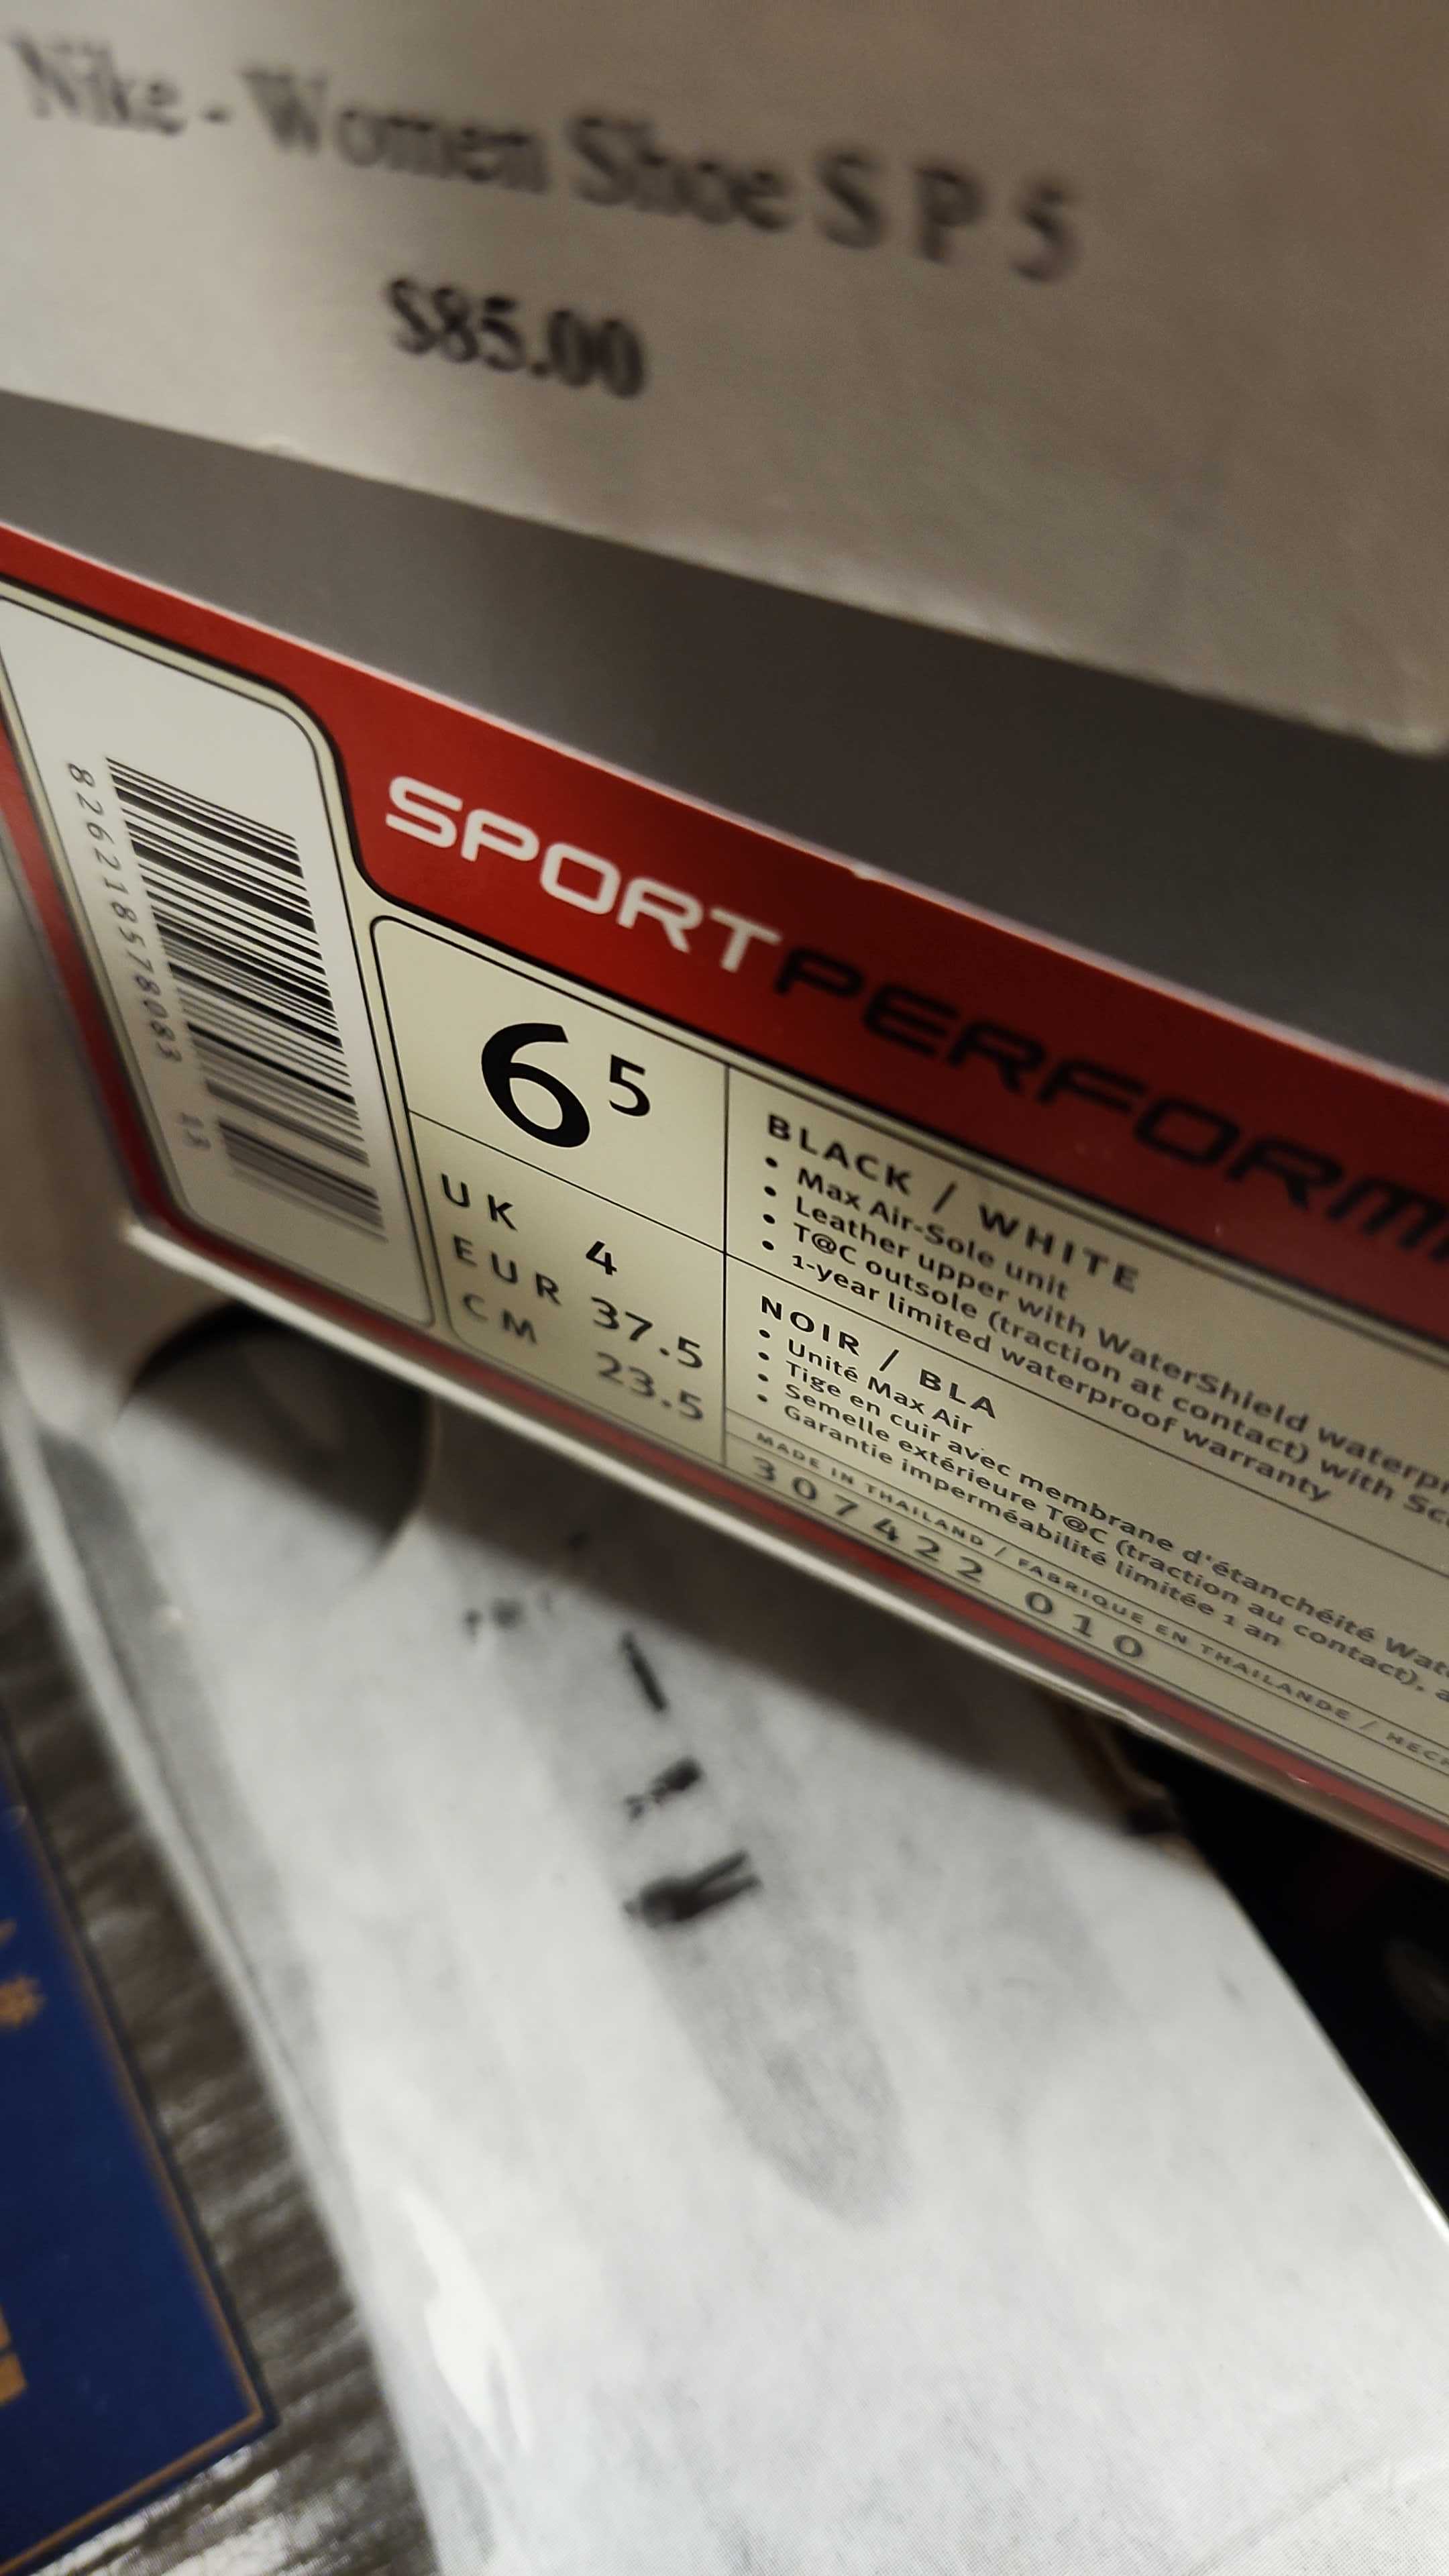 Nike - Women Shoe S P 5
$85.00
SPORTPERFORM
826218578083 13
6 5
UK 4
EUR 37.5
CM 23.5
BLACK / WHITE
• Max Air-Sole unit
• Leather upper with WaterShield waterpr
• T@C outsole (traction at contact) with Sc
• 1-year limited waterproof warranty
NOIR / BLA
• Unité Max Air
• Tige en cuir avec membrane d'étanchéité Wat
• Semelle extérieure T@C (traction au contact), a
• Garantie imperméabilité limitée 1 an
MADE IN THAILAND / FABRIQUE EN THAILANDE / HECH
307422 010